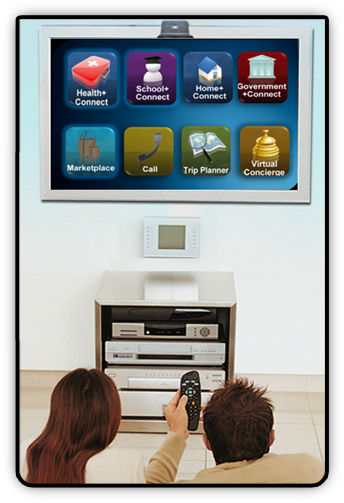 Health+
Connect
School+
Connect
Home+
Connect
Government
+Connect
Marketplace
Call
Trip Planner
Virtual
Concierge